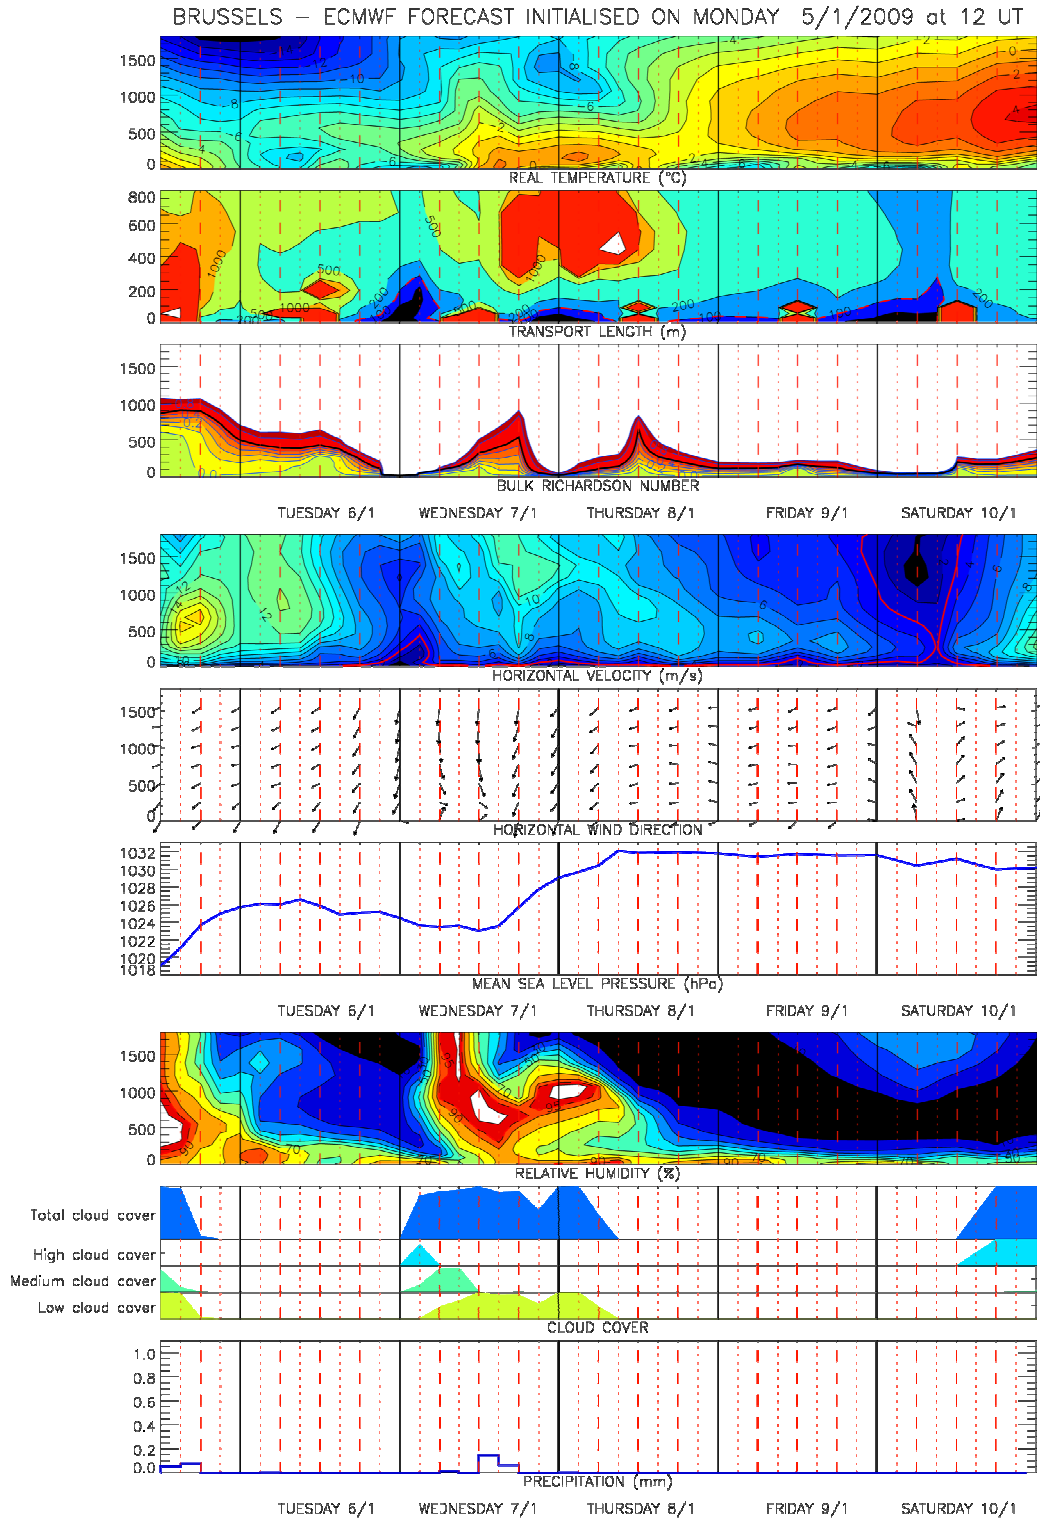 BRUSSELS – ECMWF FORECAST INITIALISED ON MONDAY 5/1/2009 at 12 UT
1500
1000
500
0
REAL TEMPERATURE (°C)
800
600
400
200
0
TRANSPORT LENGTH (m)
1500
1000
500
0
BULK RICHARDSON NUMBER
TUESDAY 6/1 WEDNESDAY 7/1 THURSDAY 8/1 FRIDAY 9/1 SATURDAY 10/1
1500
1000
500
0
HORIZONTAL VELOCITY (m/s)
1500
1000
500
0
HORIZONTAL WIND DIRECTION
1032
1030
1028
1026
1024
1022
1020
1018
MEAN SEA LEVEL PRESSURE (hPa)
TUESDAY 6/1 WEDNESDAY 7/1 THURSDAY 8/1 FRIDAY 9/1 SATURDAY 10/1
1500
1000
500
0
RELATIVE HUMIDITY (%)
Total cloud cover
High cloud cover
Medium cloud cover
Low cloud cover
CLOUD COVER
1.0
0.8
0.6
0.4
0.2
0.0
PRECIPITATION (mm)
TUESDAY 6/1 WEDNESDAY 7/1 THURSDAY 8/1 FRIDAY 9/1 SATURDAY 10/1